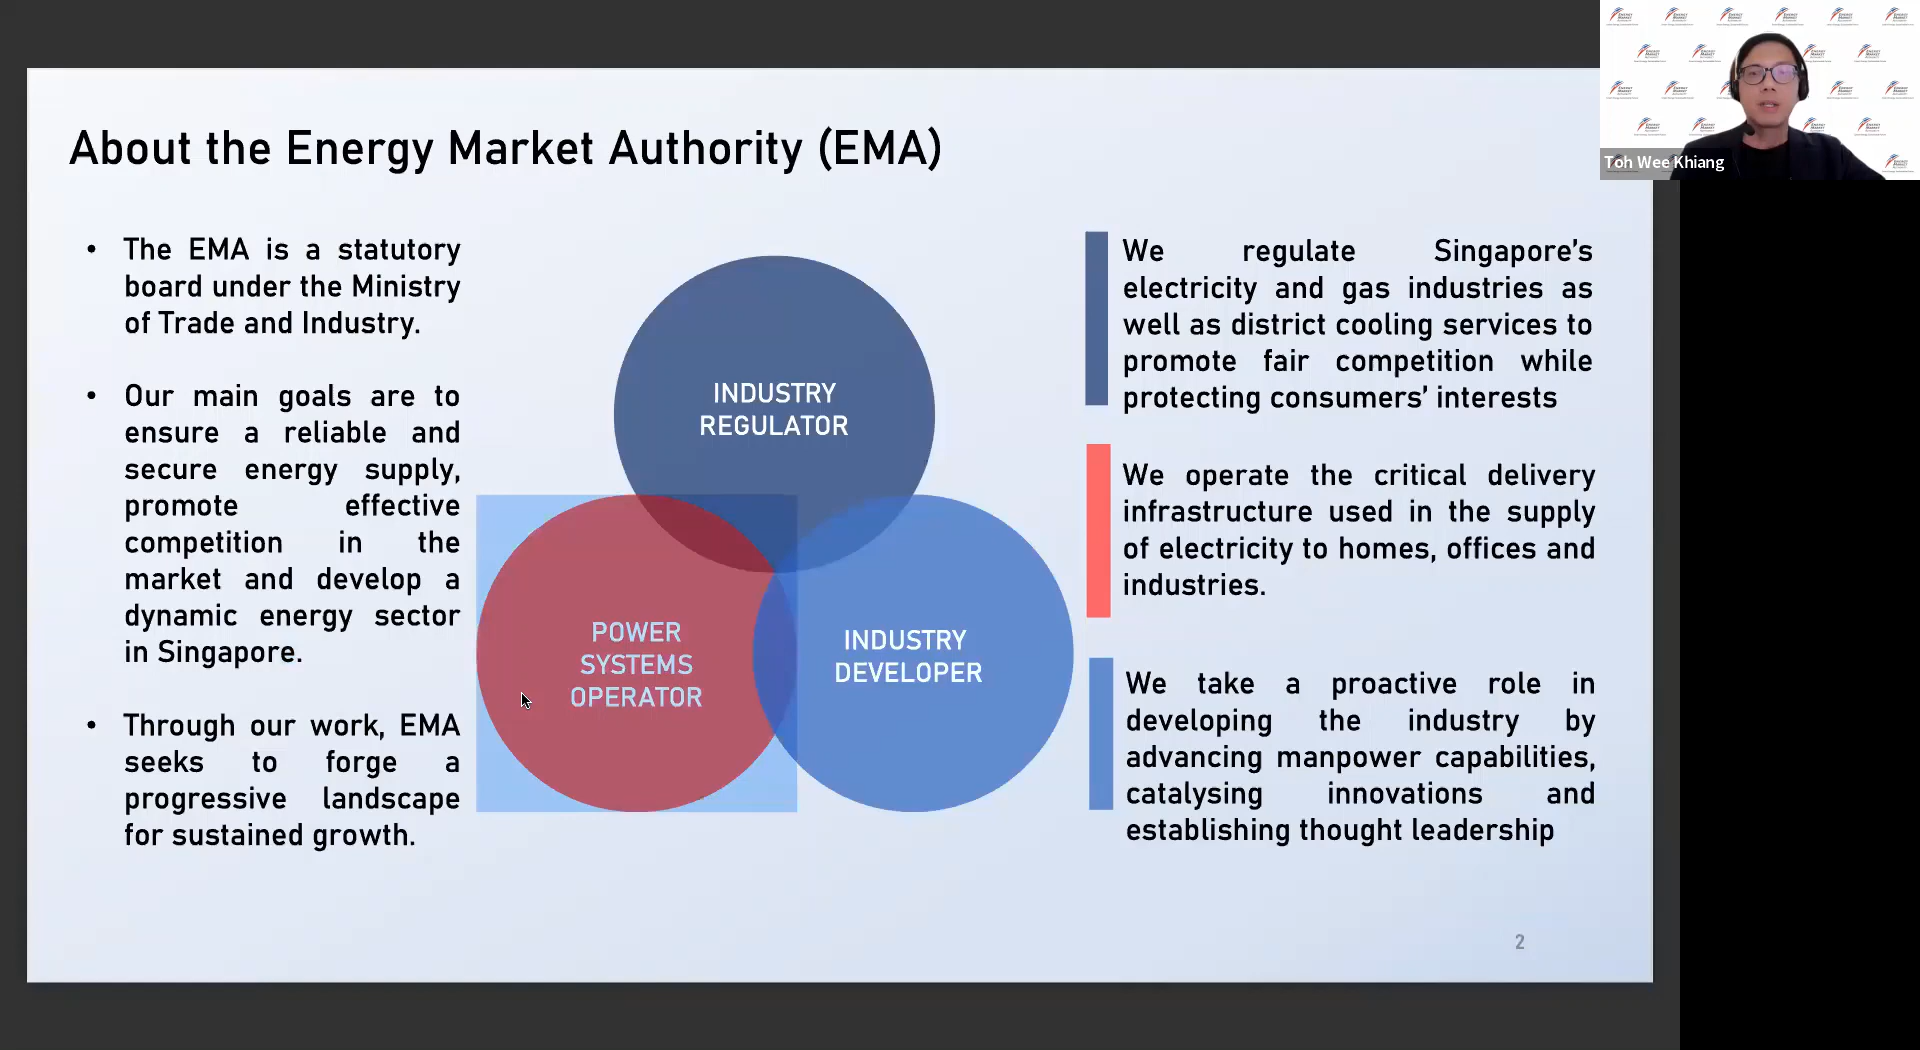 About the Energy Market Authority (EMA)
• The EMA is a statutory
board under the Ministry
of Trade and Industry.
• Our main goals are to
ensure a reliable and
secure energy supply,
promote effective
competition in the
market and develop a
dynamic energy sector
in Singapore.
• Through our work, EMA
seeks to forge a
progressive landscape
for sustained growth.
INDUSTRY
REGULATOR
POWER
SYSTEMS
OPERATOR
INDUSTRY
DEVELOPER
We regulate Singapore’s
electricity and gas industries as
well as district cooling services to
promote fair competition while
protecting consumers’ interests
We operate the critical delivery
infrastructure used in the supply
of electricity to homes, offices and
industries.
We take a proactive role in
developing the industry by
advancing manpower capabilities,
catalysing innovations and
establishing thought leadership
2
Toh Wee Khiang